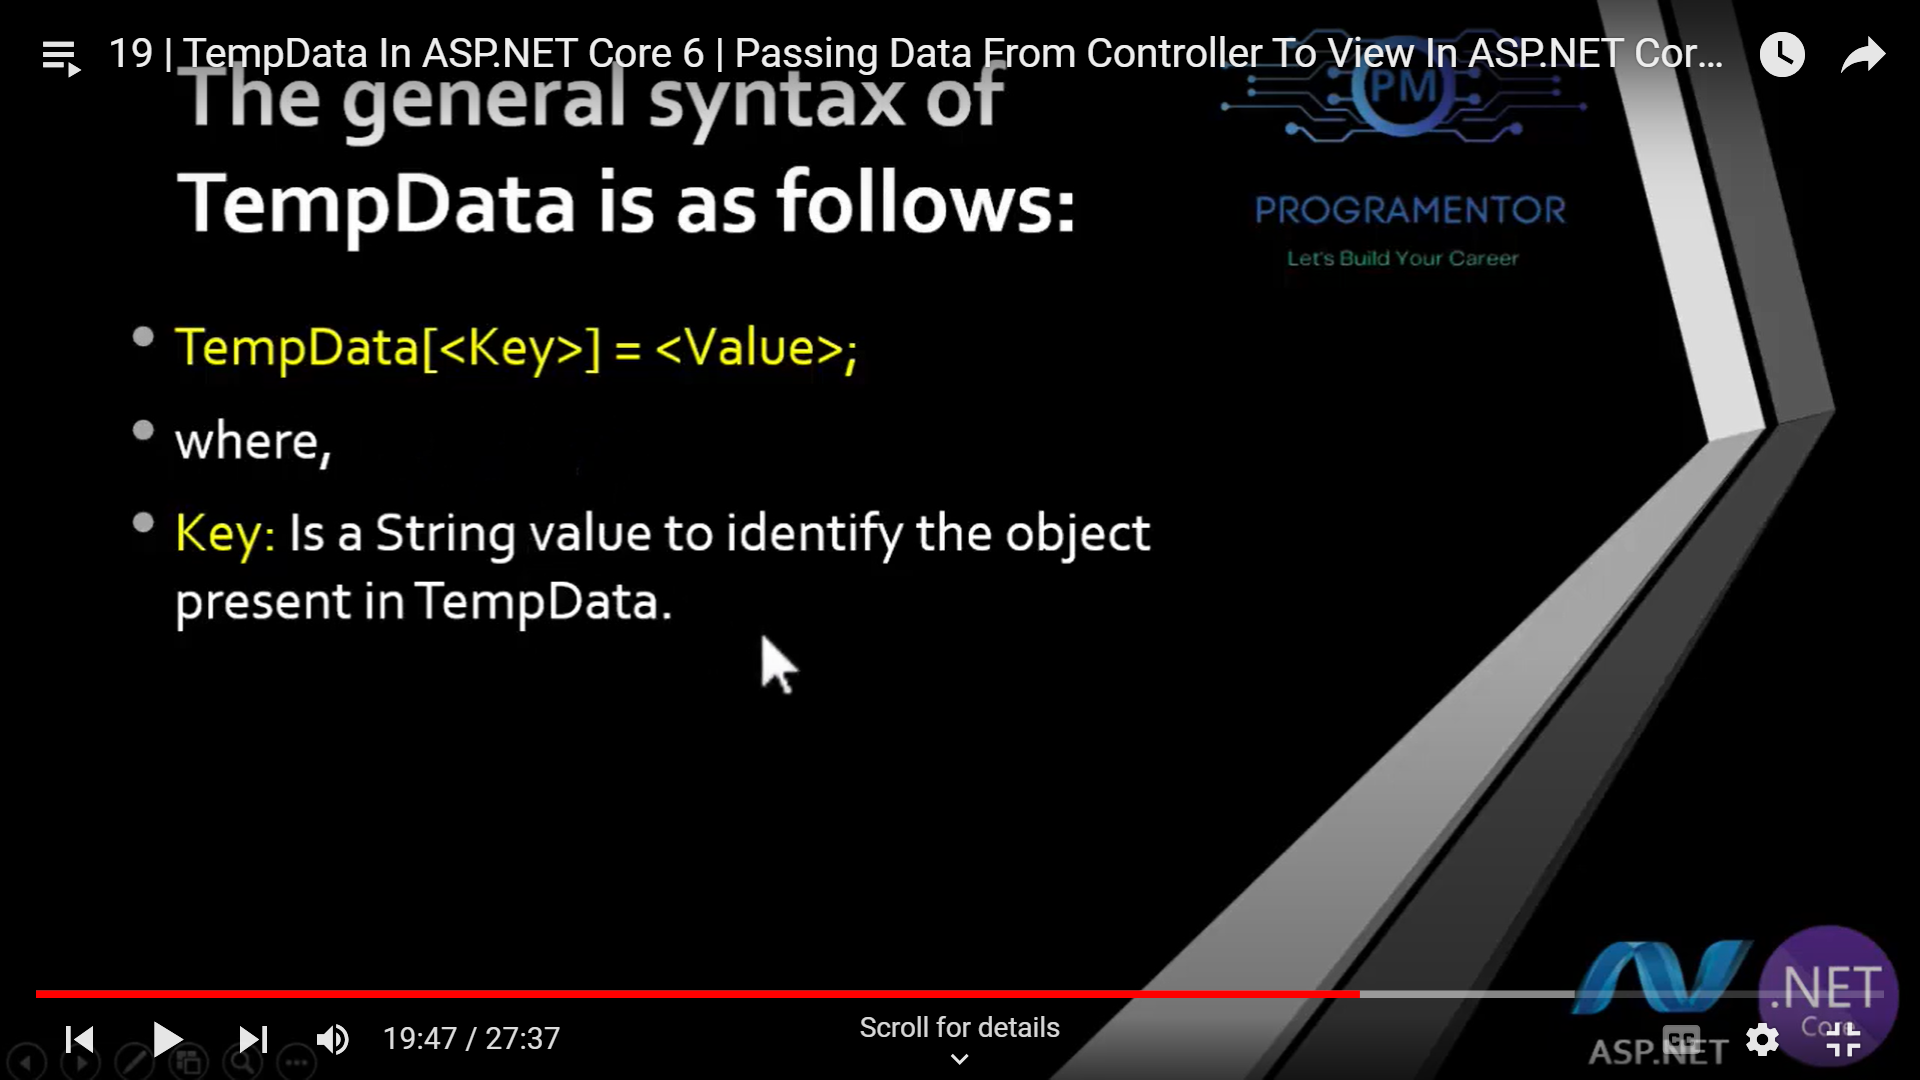 19 | TempData In ASP.NET Core 6 | Passing Data From Controller To View In ASP.NET Cor...
The general syntax of
TempData is as follows:
PM
PROGRAMENTOR
Let's Build Your Career
TempData[<Key>] = <Value>;
where,
Key: Is a String value to identify the object
present in TempData.
.NET
Core
ASP.NET
CC
19:47 / 27:37
Scroll for details